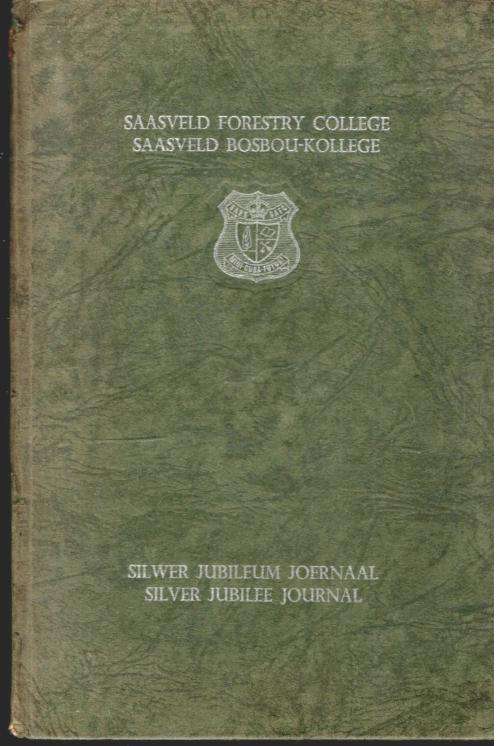 SAASVELD FORESTRY COLLEGE
SAASVELD BOSBOU-KOLLEGE
SILWER JUBILEUM JOERNAAL
SILVER JUBILEE JOURNAL